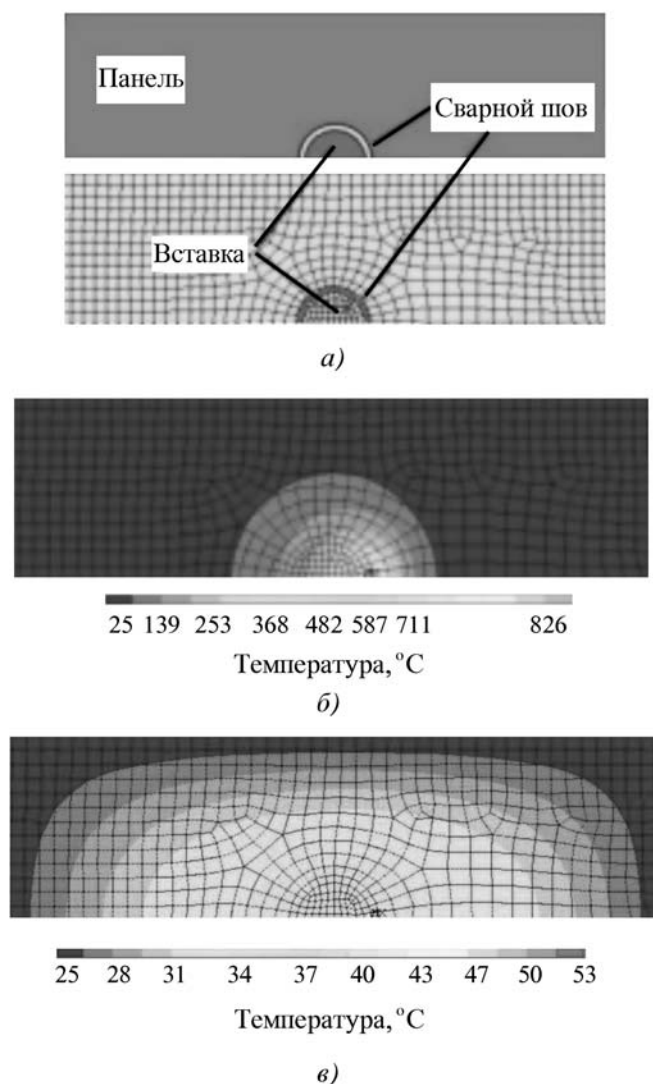 Панель
Сварной шов
Вставка
а)
25 139 253 368 482 587 711 826
Температура, °С
б)
25 28 31 34 37 40 43 47 50 53
Температура, °С
в)